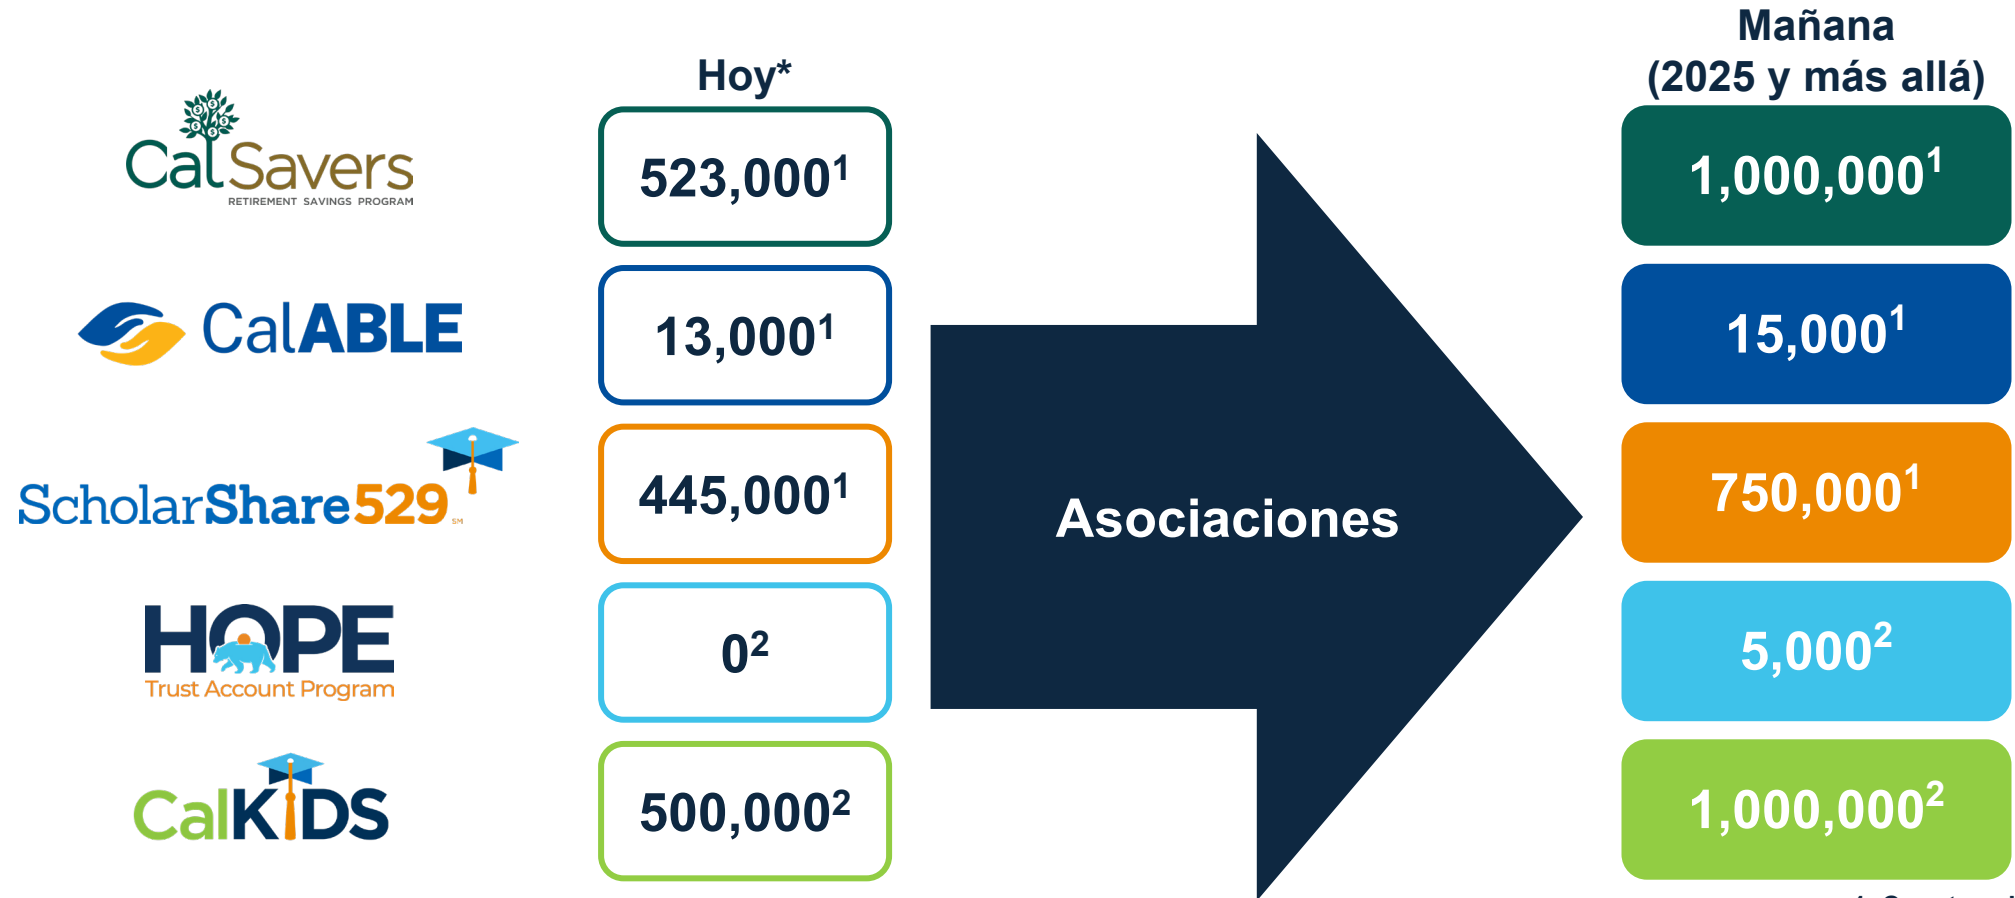 Hoy*
Mañana
(2025 y más allá)
CalSavers
RETIREMENT SAVINGS PROGRAM
523,000¹
1,000,000¹
CalABLE
13,000¹
15,000¹
ScholarShare529 SM
445,000¹
Asociaciones
750,000¹
HOPE
Trust Account Program
0²
5,000²
CalKIDS
500,000²
1,000,000²